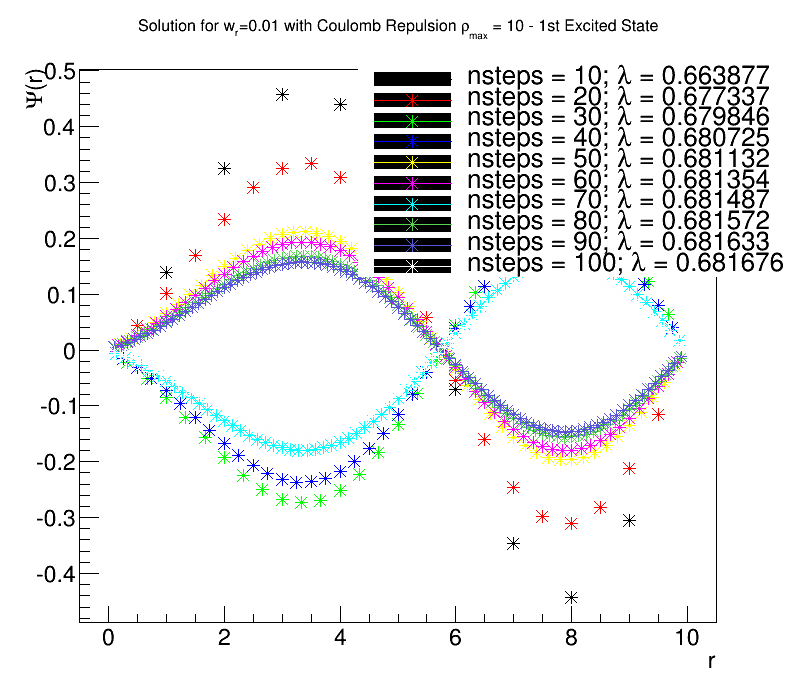 Solution for wr=0.01 with Coulomb Repulsion ρmax = 10 - 1st Excited State
Ψ(r)
0.5
0.4
0.3
0.2
0.1
0
-0.1
-0.2
-0.3
-0.4
nsteps = 10; λ = 0.663877
nsteps = 20; λ = 0.677337
nsteps = 30; λ = 0.679846
nsteps = 40; λ = 0.680725
nsteps = 50; λ = 0.681132
nsteps = 60; λ = 0.681354
nsteps = 70; λ = 0.681487
nsteps = 80; λ = 0.681572
nsteps = 90; λ = 0.681633
nsteps = 100; λ = 0.681676
0 2 4 6 8 10
r